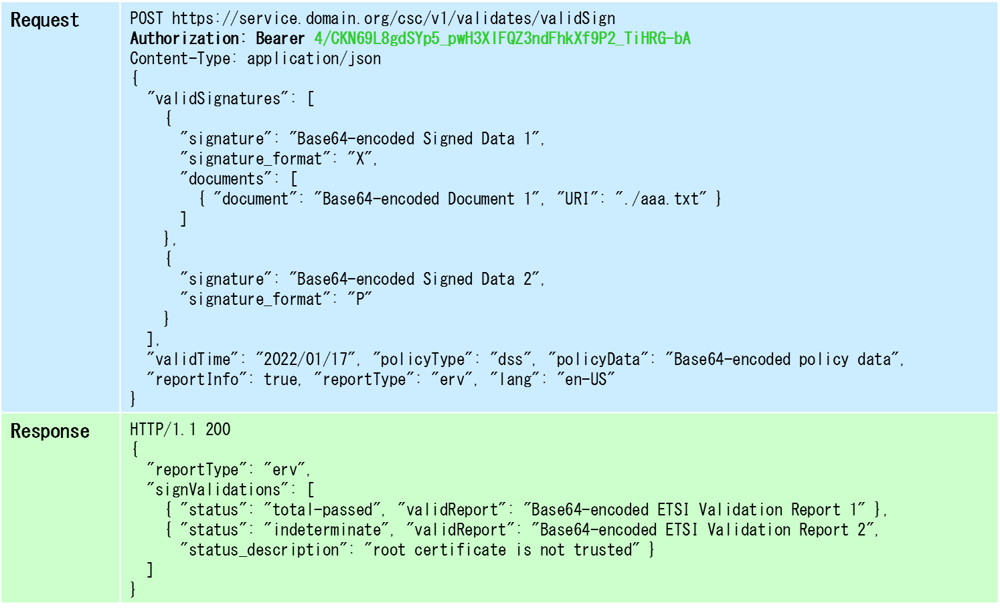 Request
POST https://service.domain.org/csc/v1/validates/validSign
Authorization: Bearer 4/CKN69L8gdSYp5_pwH3XlFQZ3ndFhkXf9P2_TiHRG-bA
Content-Type: application/json
{
  "validSignatures": [
    {
      "signature": "Base64-encoded Signed Data 1",
      "signature_format": "X",
      "documents": [
        { "document": "Base64-encoded Document 1", "URI": "./aaa.txt" }
      ]
    },
    {
      "signature": "Base64-encoded Signed Data 2",
      "signature_format": "P"
    }
  ],
  "validTime": "2022/01/17", "policyType": "dss", "policyData": "Base64-encoded policy data",
  "reportInfo": true, "reportType": "erv", "lang": "en-US"
}
Response
HTTP/1.1 200
{
  "reportType": "erv",
  "signValidations": [
    { "status": "total-passed", "validReport": "Base64-encoded ETSI Validation Report 1" },
    { "status": "indeterminate", "validReport": "Base64-encoded ETSI Validation Report 2",
      "status_description": "root certificate is not trusted" }
  ]
}